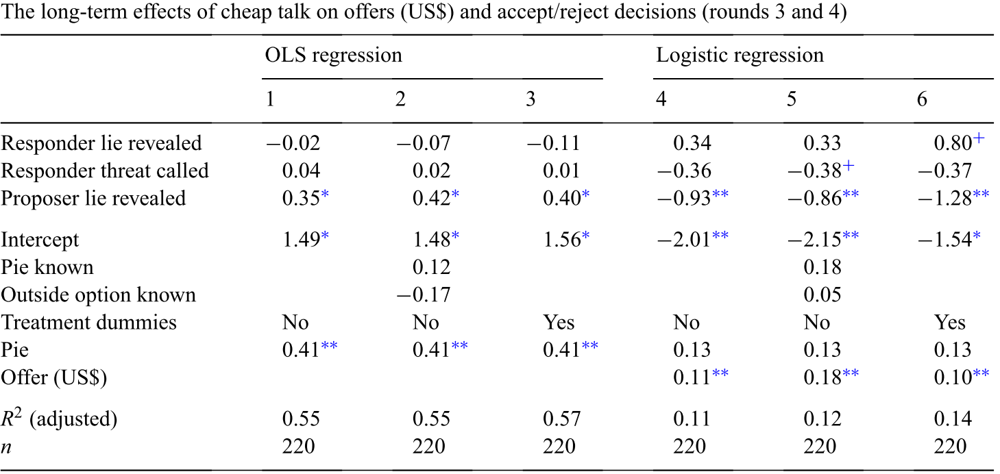 The long-term effects of cheap talk on offers (US$) and accept/reject decisions (rounds 3 and 4)
OLS regression Logistic regression
1 2 3 4 5 6
Responder lie revealed −0.02 −0.07 −0.11 0.34 0.33 0.80+
Responder threat called 0.04 0.02 0.01 −0.36 −0.38+ −0.37
Proposer lie revealed 0.35* 0.42* 0.40* −0.93** −0.86** −1.28**
Intercept 1.49* 1.48* 1.56* −2.01** −2.15** −1.54*
Pie known 0.12 0.18
Outside option known −0.17 0.05
Treatment dummies No No Yes No No Yes
Pie 0.41** 0.41** 0.41** 0.13 0.13 0.13
Offer (US$) 0.11** 0.18** 0.10**
R² (adjusted) 0.55 0.55 0.57 0.11 0.12 0.14
n 220 220 220 220 220 220